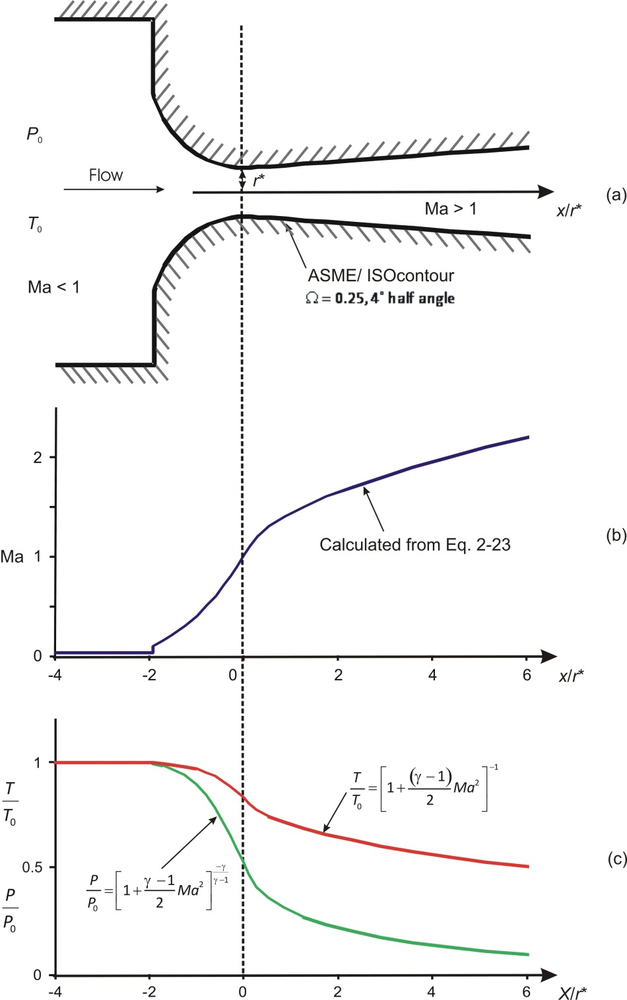 P₀
Flow
r*
(a)
x/r*
Ma > 1
T₀
ASME/ ISOcontour
Ω = 0.25, 4° half angle
Ma < 1
2
(b)
Calculated from Eq. 2-23
Ma
1
0
-4 -2 0 2 4 6 x/r*
1
T/T₀ = [1 + (γ − 1)/2 Ma²]⁻¹
T/T₀
(c)
0.5
P/P₀ = [1 + γ − 1/2 Ma²]^(−γ/γ−1)
P/P₀
0
-4 -2 0 2 4 6 X/r*